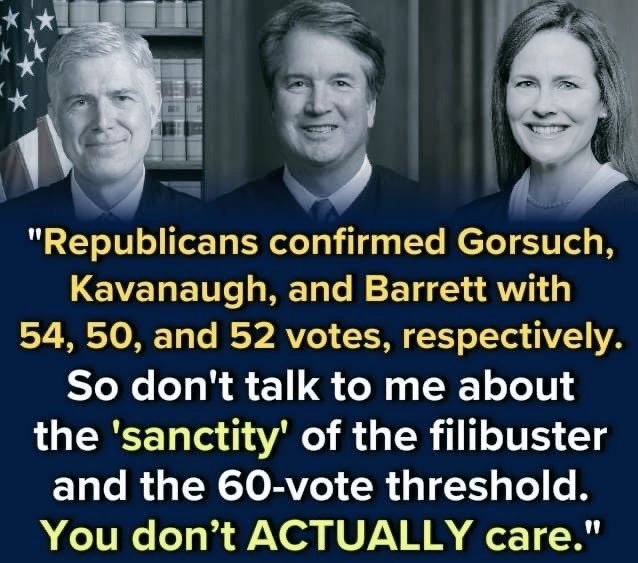 "Republicans confirmed Gorsuch,
Kavanaugh, and Barrett with
54, 50, and 52 votes, respectively.
So don't talk to me about
the 'sanctity' of the filibuster
and the 60-vote threshold.
You don’t ACTUALLY care."